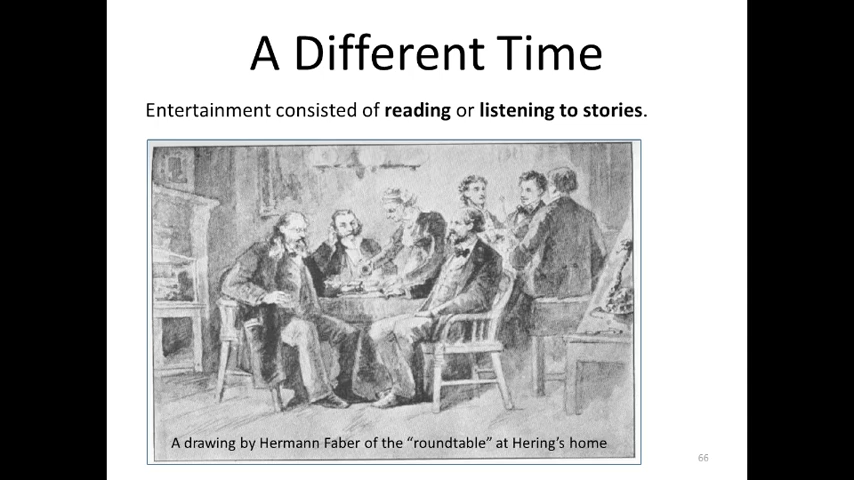 A Different Time
Entertainment consisted of reading or listening to stories.
A drawing by Hermann Faber of the “roundtable” at Hering’s home
66